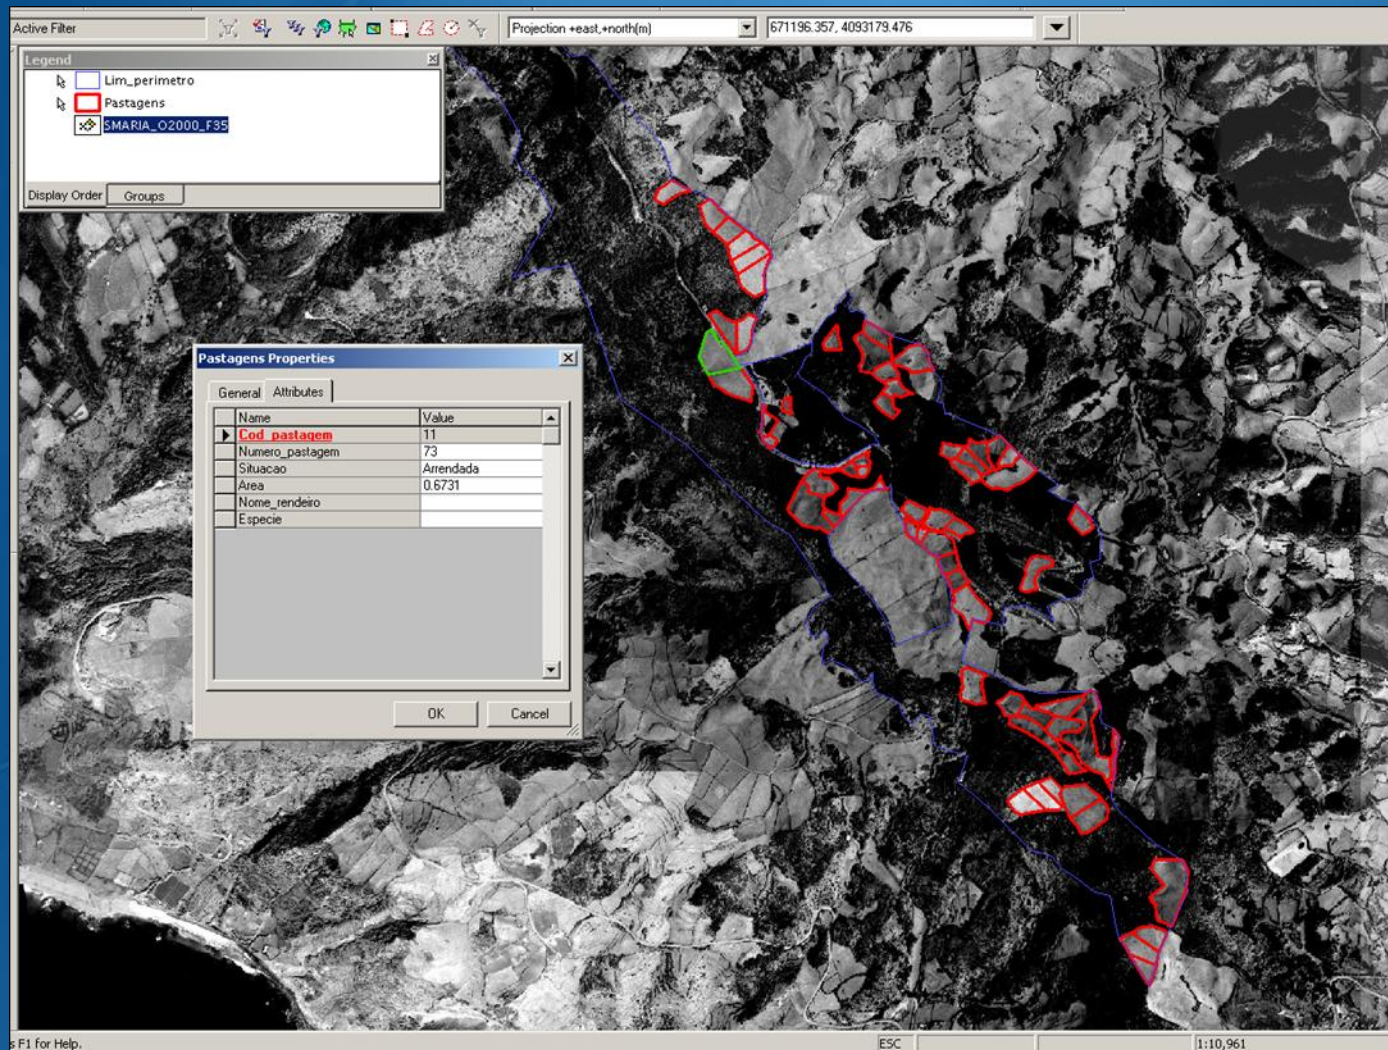 Active Filter
Projection +east,+north(m)
671196.357, 4093179.476
Legend
Lim_perimetro
Pastagens
SMARIA_O2000_F35
Display Order Groups
Pastagens Properties
General Attributes
Name Value
Cod_pastagem 11
Numero_pastagem 73
Situacao Arrendada
Area 0.6731
Nome_rendeiro
Especie
OK Cancel
s F1 for Help. ESC 1:10,961